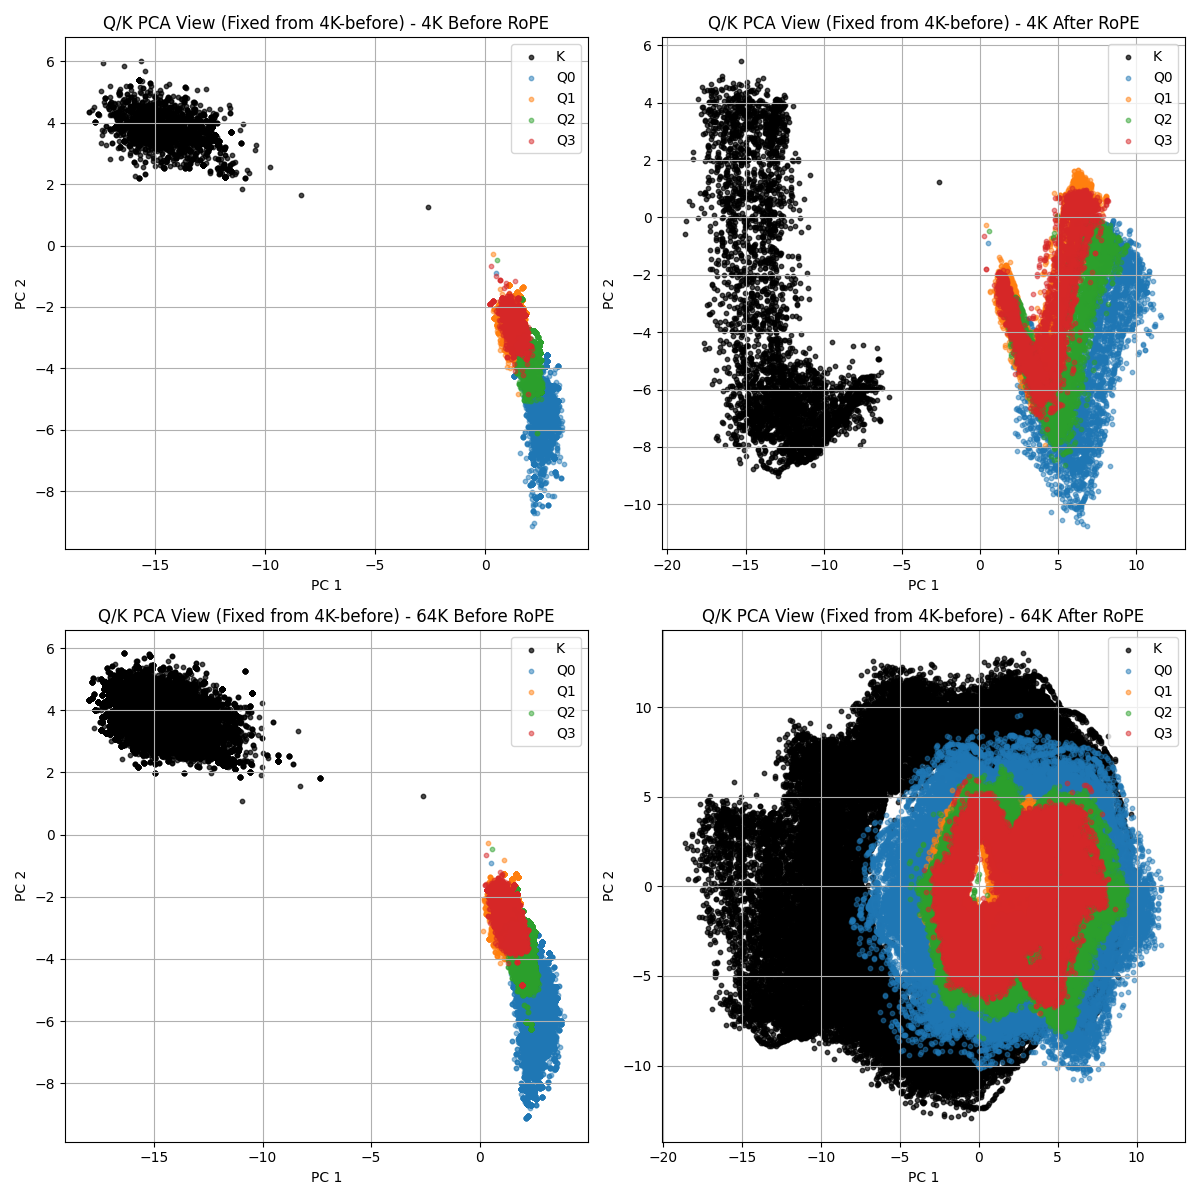 Q/K PCA View (Fixed from 4K-before) - 4K Before RoPE
6
4
2
0
−2
−4
−6
−8
PC 2
−15
−10
−5
0
PC 1
K
Q0
Q1
Q2
Q3
Q/K PCA View (Fixed from 4K-before) - 4K After RoPE
6
4
2
0
−2
−4
−6
−8
−10
PC 2
−20
−15
−10
−5
0
5
10
PC 1
K
Q0
Q1
Q2
Q3
Q/K PCA View (Fixed from 4K-before) - 64K Before RoPE
6
4
2
0
−2
−4
−6
−8
PC 2
−15
−10
−5
0
PC 1
K
Q0
Q1
Q2
Q3
Q/K PCA View (Fixed from 4K-before) - 64K After RoPE
10
5
0
−5
−10
PC 2
−20
−15
−10
−5
0
5
10
PC 1
K
Q0
Q1
Q2
Q3